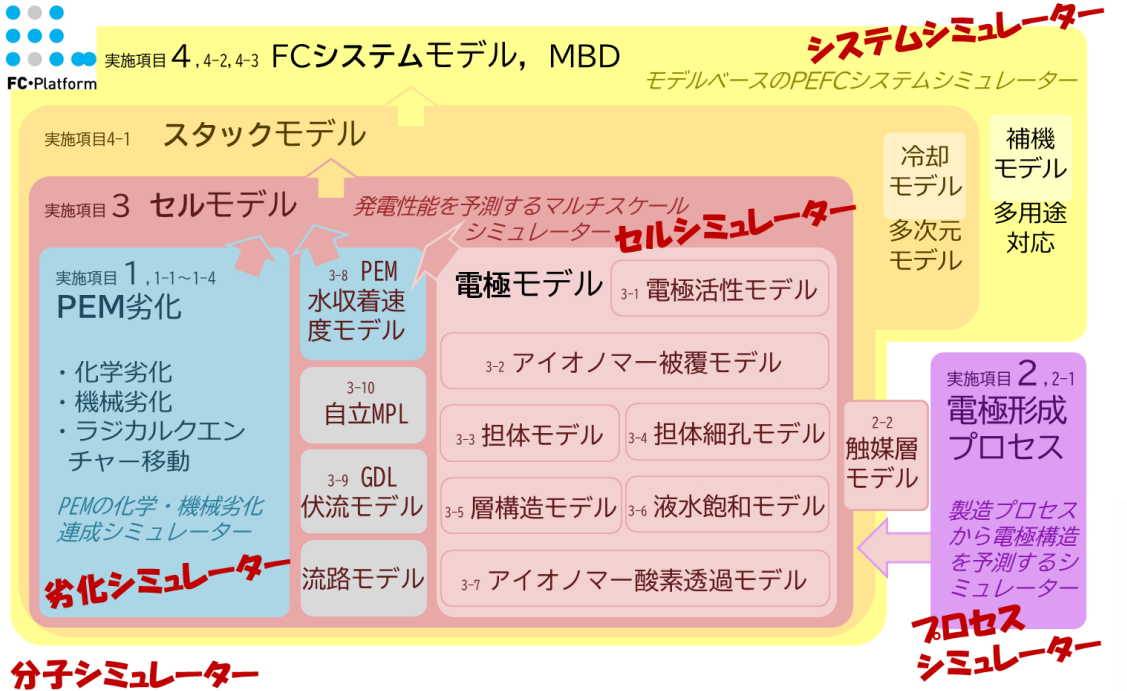 FC・Platform
実施項目4,4-2,4-3 FCシステムモデル，MBD
システムシミュレーター
モデルベースのPEFCシステムシミュレーター
実施項目4-1 スタックモデル
冷却
モデル
多次元
モデル
補機
モデル
多用途
対応
実施項目3 セルモデル
発電性能を予測するマルチスケール
シミュレーター
セルシミュレーター
実施項目1,1-1～1-4
PEM劣化
・化学劣化
・機械劣化
・ラジカルクエン
チャー移動
PEMの化学・機械劣化
連成シミュレーター
劣化シミュレーター
3-8 PEM
水収着速
度モデル
3-10
自立MPL
3-9 GDL
伏流モデル
流路モデル
電極モデル
3-1 電極活性モデル
3-2 アイオノマー被覆モデル
3-3 担体モデル
3-4 担体細孔モデル
3-5 層構造モデル
3-6 液水飽和モデル
3-7 アイオノマー酸素透過モデル
2-2
触媒層
モデル
実施項目2,2-1
電極形成
プロセス
製造プロセス
から電極構造
を予測するシ
ミュレーター
プロセス
シミュレーター
分子シミュレーター